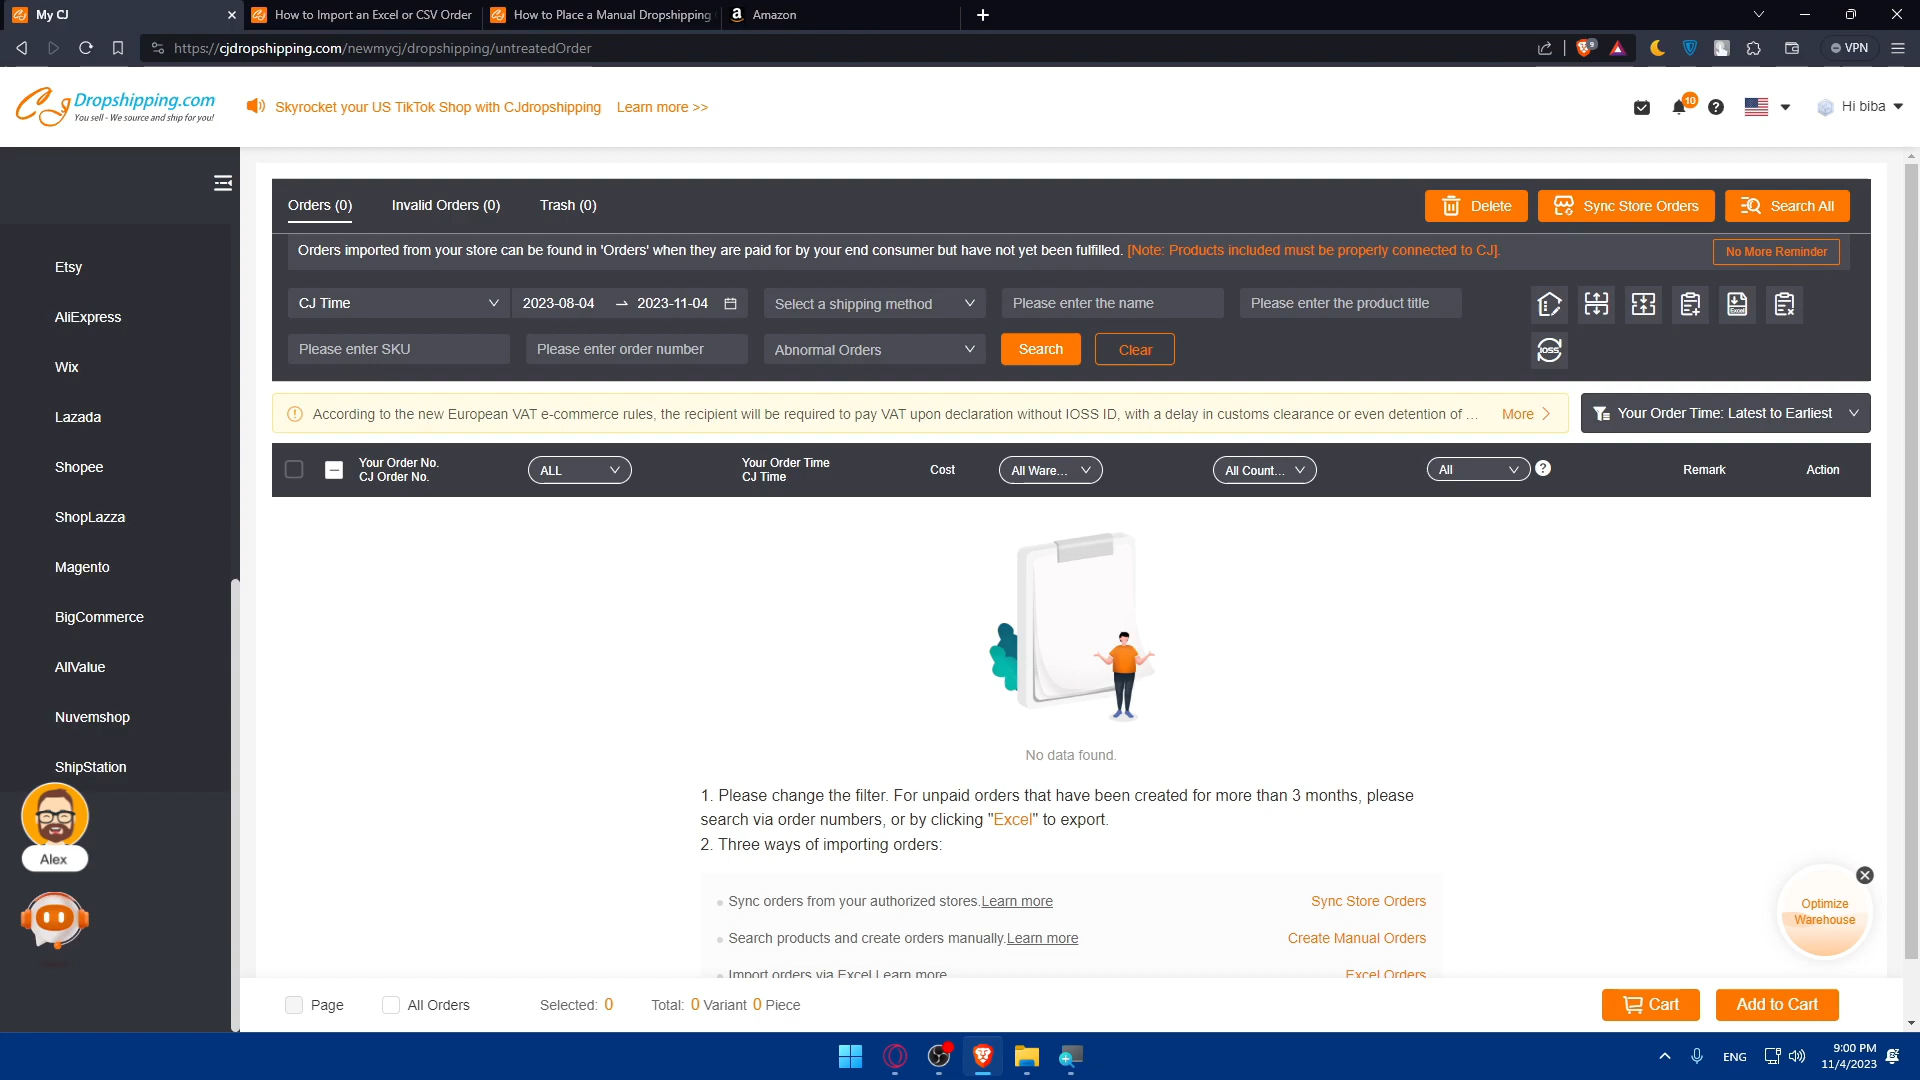 My CJ
How to Import an Excel or CSV Order
How to Place a Manual Dropshipping
Amazon
https://cjdropshipping.com/newmycj/dropshipping/untreatedOrder
9
VPN
CJ Dropshipping.com
You sell - We source and ship for you!
Skyrocket your US TikTok Shop with CJdropshipping Learn more >>
10
Hi biba
Etsy
AliExpress
Wix
Lazada
Shopee
ShopLazza
Magento
BigCommerce
AllValue
Nuvemshop
ShipStation
Alex
Orders (0) Invalid Orders (0) Trash (0)
Delete Sync Store Orders Search All
Orders imported from your store can be found in 'Orders' when they are paid for by your end consumer but have not yet been fulfilled. [Note: Products included must be properly connected to CJ].
No More Reminder
CJ Time 2023-08-04 → 2023-11-04 Select a shipping method Please enter the name Please enter the product title
Excel
Please enter SKU Please enter order number Abnormal Orders Search Clear
IOSS
According to the new European VAT e-commerce rules, the recipient will be required to pay VAT upon declaration without IOSS ID, with a delay in customs clearance or even detention of ... More >
Your Order Time: Latest to Earliest
Your Order No.
CJ Order No.
ALL
Your Order Time
CJ Time
Cost
All Ware...
All Count...
All
Remark
Action
No data found.
1. Please change the filter. For unpaid orders that have been created for more than 3 months, please
search via order numbers, or by clicking "Excel" to export.
2. Three ways of importing orders:
Sync orders from your authorized stores.Learn more Sync Store Orders
Search products and create orders manually.Learn more Create Manual Orders
Import orders via Excel.Learn more Excel Orders
Optimize
Warehouse
Page All Orders Selected: 0 Total: 0 Variant 0 Piece
Cart Add to Cart
ENG
9:00 PM
11/4/2023